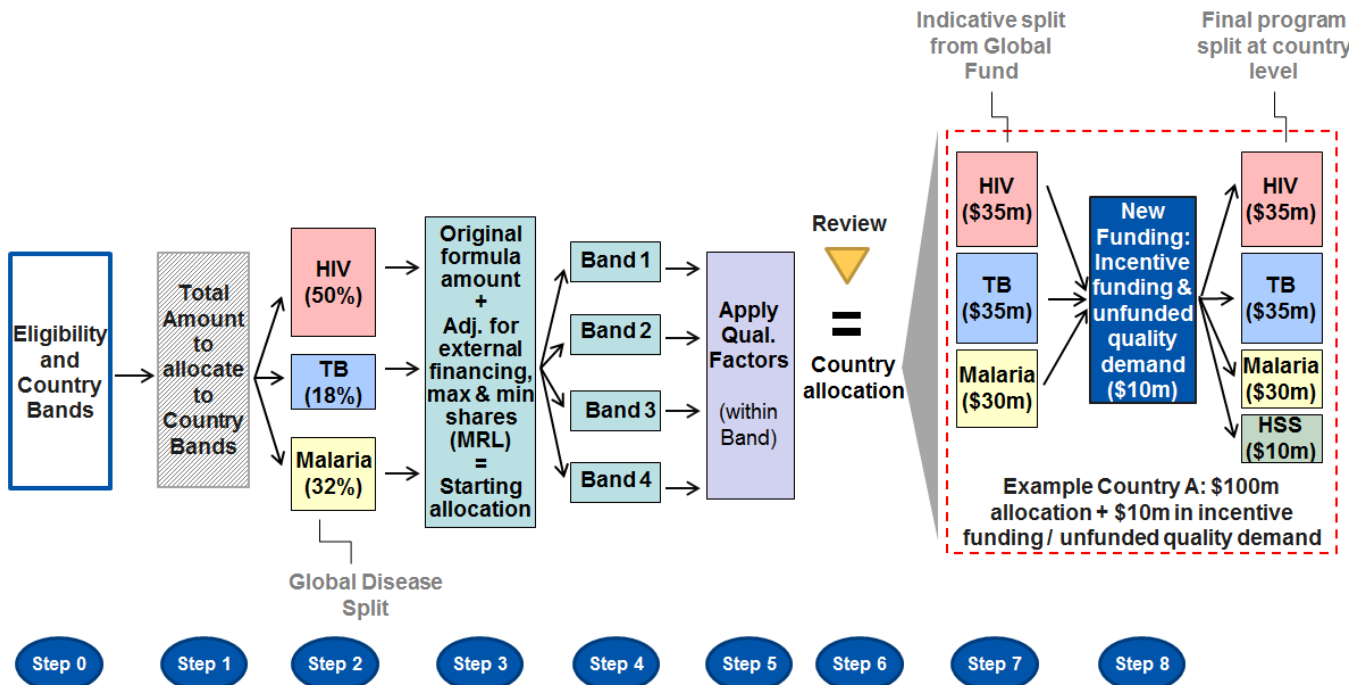 Indicative split
from Global
Fund
Final program
split at country
level
Eligibility
and
Country
Bands
Total
Amount
to
allocate
to
Country
Bands
HIV
(50%)
TB
(18%)
Malaria
(32%)
Global Disease
Split
Original
formula
amount
+
Adj. for
external
financing,
max & min
shares
(MRL)
=
Starting
allocation
Band 1
Band 2
Band 3
Band 4
Apply
Qual.
Factors
(within
Band)
Review
=
Country
allocation
HIV
($35m)
TB
($35m)
Malaria
($30m)
New
Funding:
Incentive
funding &
unfunded
quality
demand
($10m)
HIV
($35m)
TB
($35m)
Malaria
($30m)
HSS
($10m)
Example Country A: $100m
allocation + $10m in incentive
funding / unfunded quality demand
Step 0
Step 1
Step 2
Step 3
Step 4
Step 5
Step 6
Step 7
Step 8